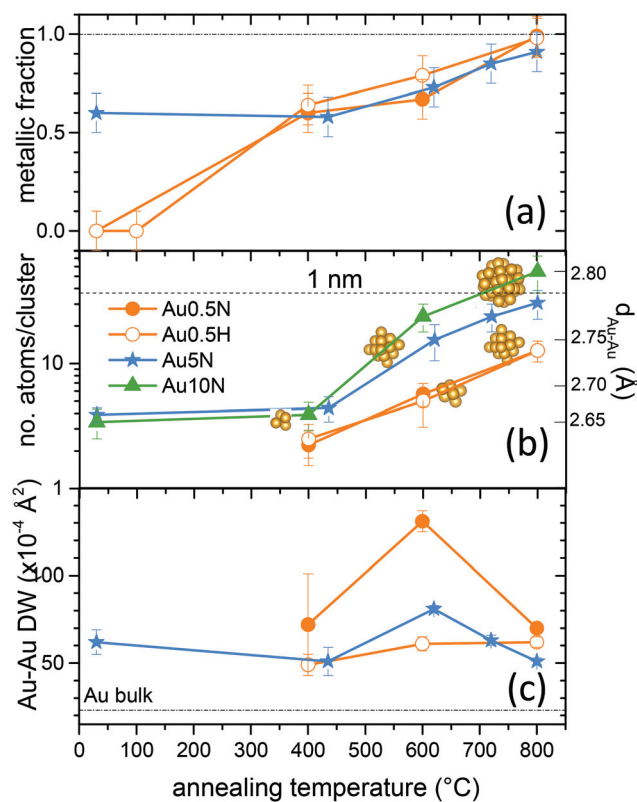 1.0
0.5
0.0
metallic fraction
(a)
1 nm
Au0.5N
Au0.5H
Au5N
Au10N
10
1
no. atoms/cluster
2.80
2.75
2.70
2.65
d Au-Au (Å)
(b)
100
50
Au-Au DW (x10⁻⁴ Å²)
Au bulk
(c)
0 100 200 300 400 500 600 700 800
annealing temperature (°C)